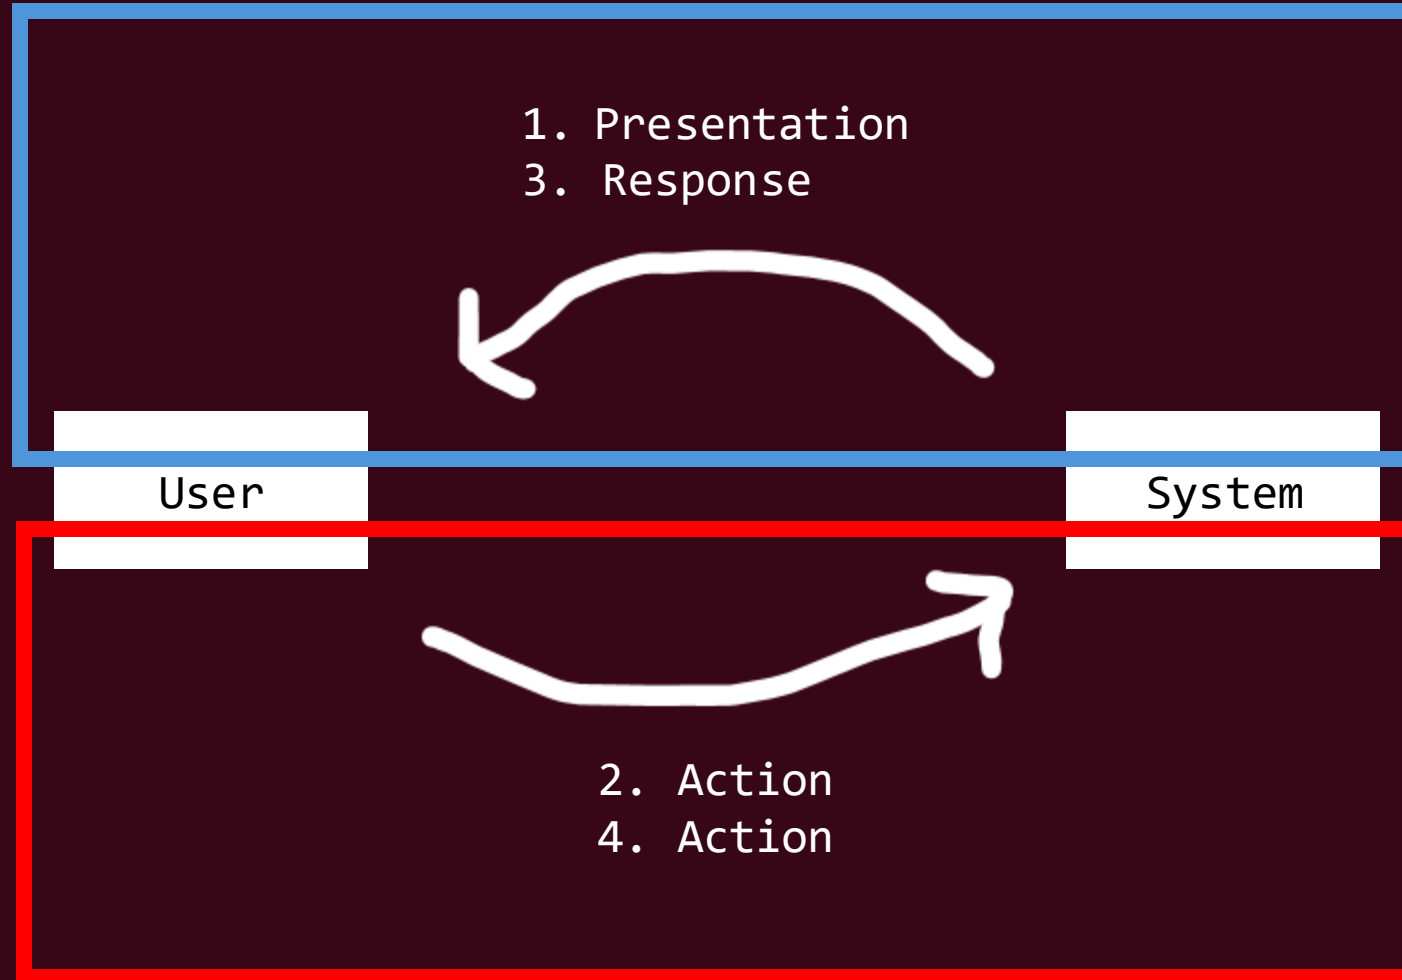 1. Presentation
3. Response
User
System
2. Action
4. Action